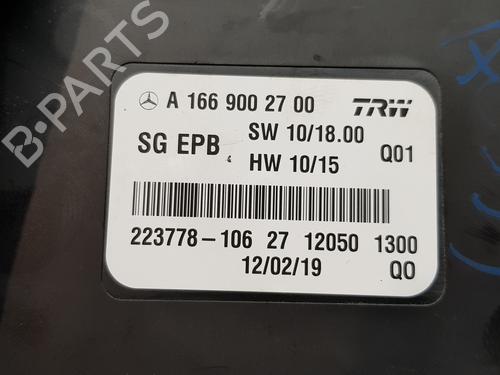 A 166 900 27 00 TRW
SG EPB SW 10/18.00 Q01
HW 10/15
223778-106 27 12050 1300
12/02/19 QO
B-PARTS